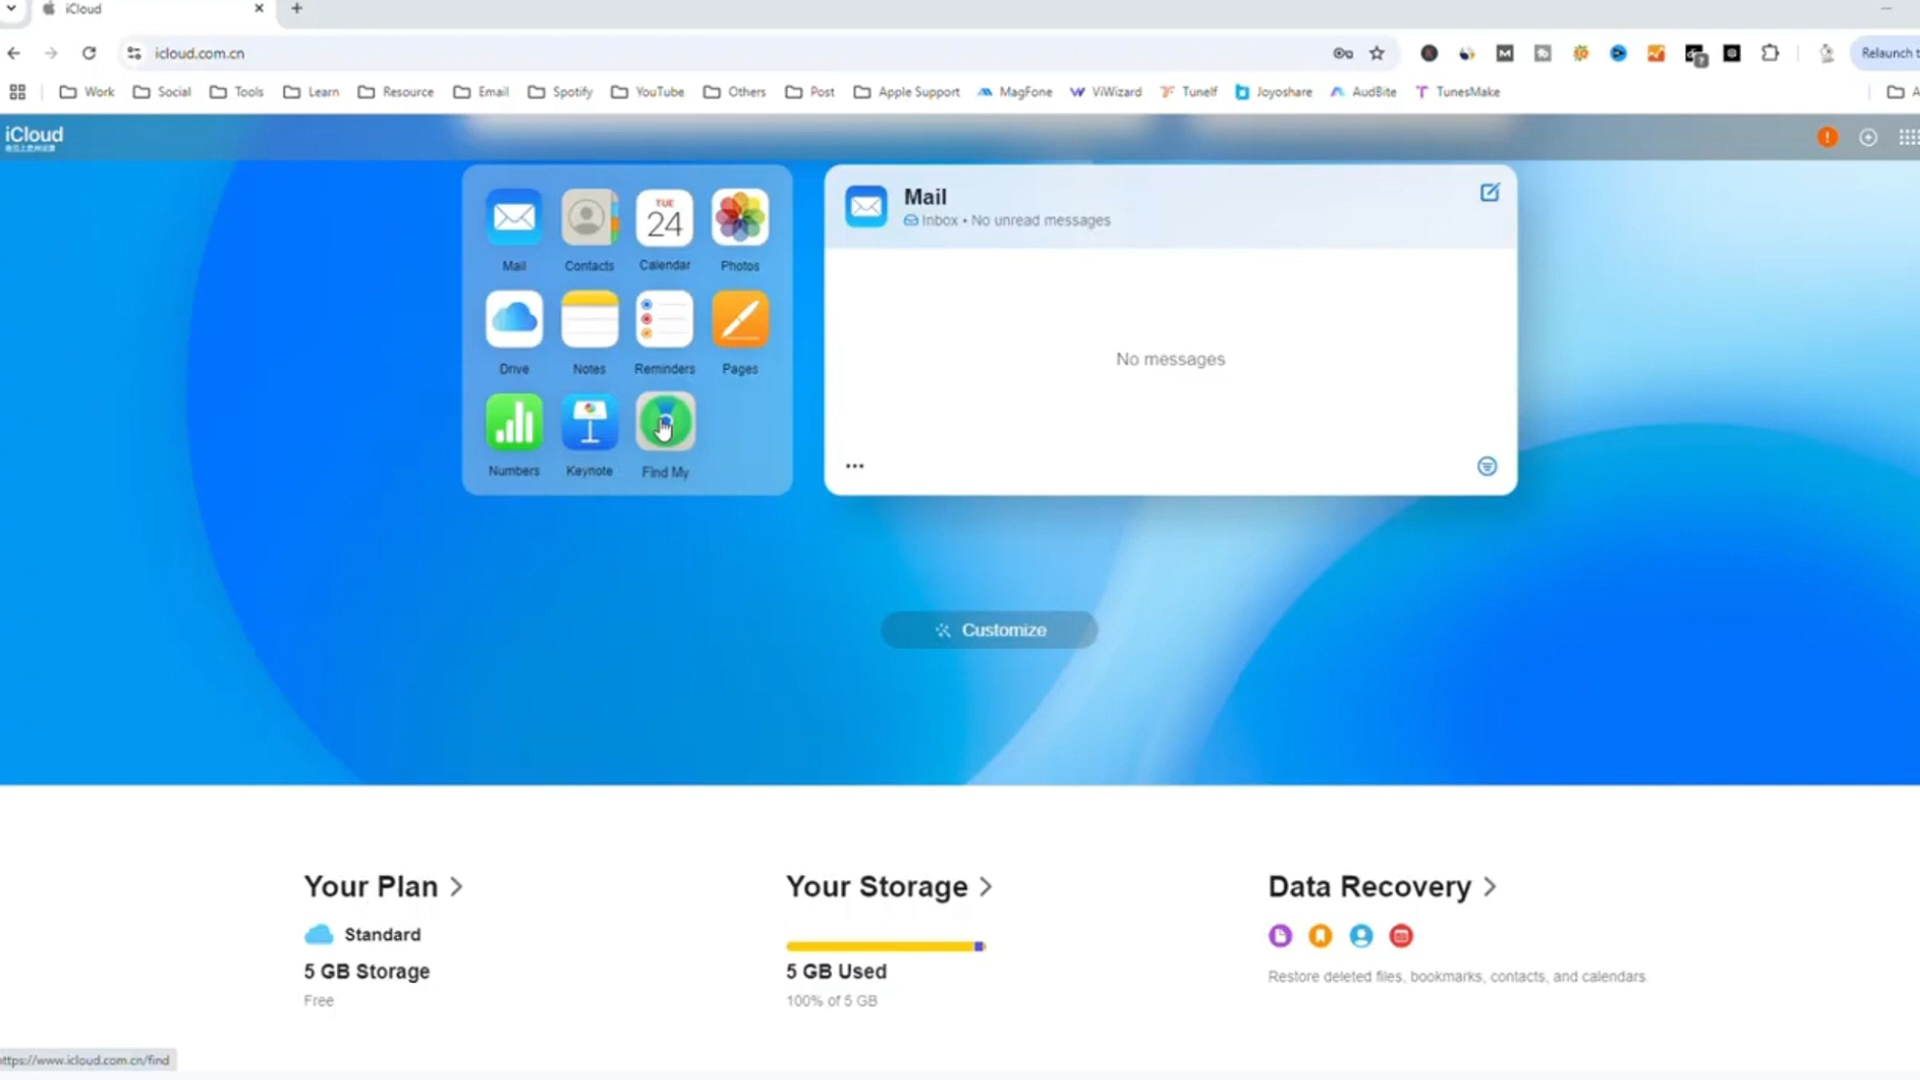 iCloud
icloud.com.cn
Relaunch t
Work Social Tools Learn Resource Email Spotify YouTube Others Post Apple Support MagFone ViWizard Tunelf Joyoshare AudBite TunesMake A
iCloud
Mail
Inbox • No unread messages
TUE
24
Mail Contacts Calendar Photos
Drive Notes Reminders Pages
Numbers Keynote Find My
No messages
Customize
Your Plan
Standard
5 GB Storage
Free
Your Storage
5 GB Used
100% of 5 GB
Data Recovery
Restore deleted files, bookmarks, contacts, and calendars
https://www.icloud.com.cn/find